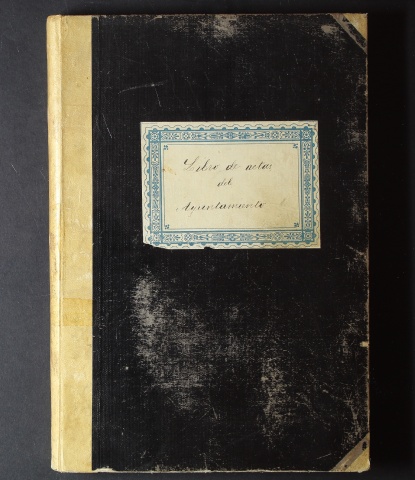 Libro de actas
del
Ayuntamiento